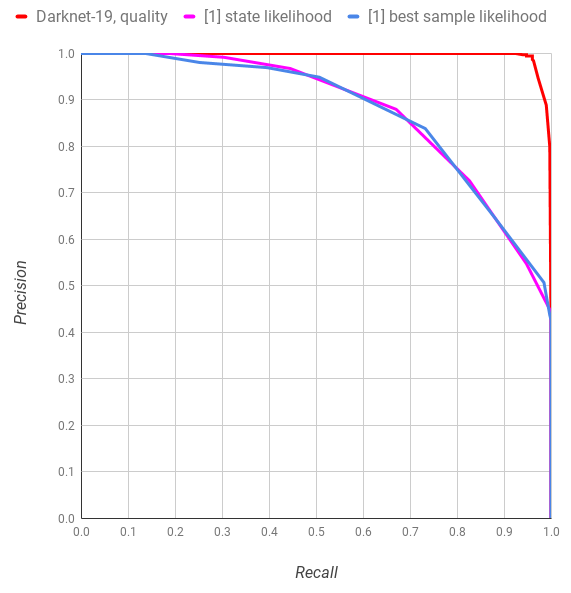 Darknet-19, quality [1] state likelihood [1] best sample likelihood
1.0
0.9
0.8
0.7
0.6
0.5
0.4
0.3
0.2
0.1
0.0
Precision
0.0 0.1 0.2 0.3 0.4 0.5 0.6 0.7 0.8 0.9 1.0
Recall